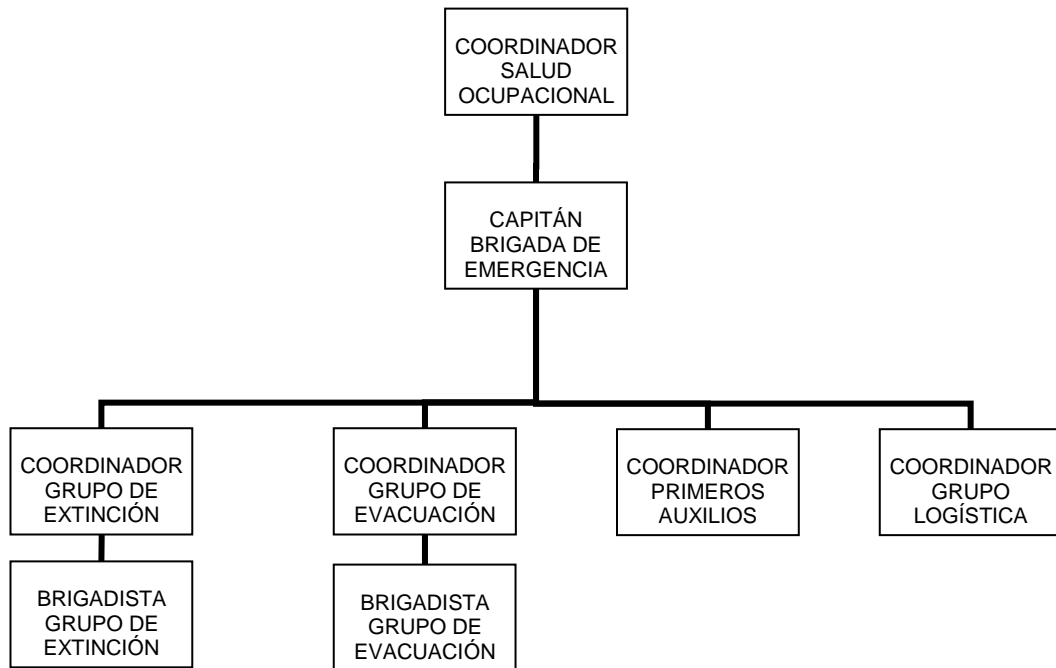 COORDINADOR
SALUD
OCUPACIONAL
CAPITÁN
BRIGADA DE
EMERGENCIA
COORDINADOR
GRUPO DE
EXTINCIÓN
COORDINADOR
GRUPO DE
EVACUACIÓN
COORDINADOR
PRIMEROS
AUXILIOS
COORDINADOR
GRUPO
LOGÍSTICA
BRIGADISTA
GRUPO DE
EXTINCIÓN
BRIGADISTA
GRUPO DE
EVACUACIÓN